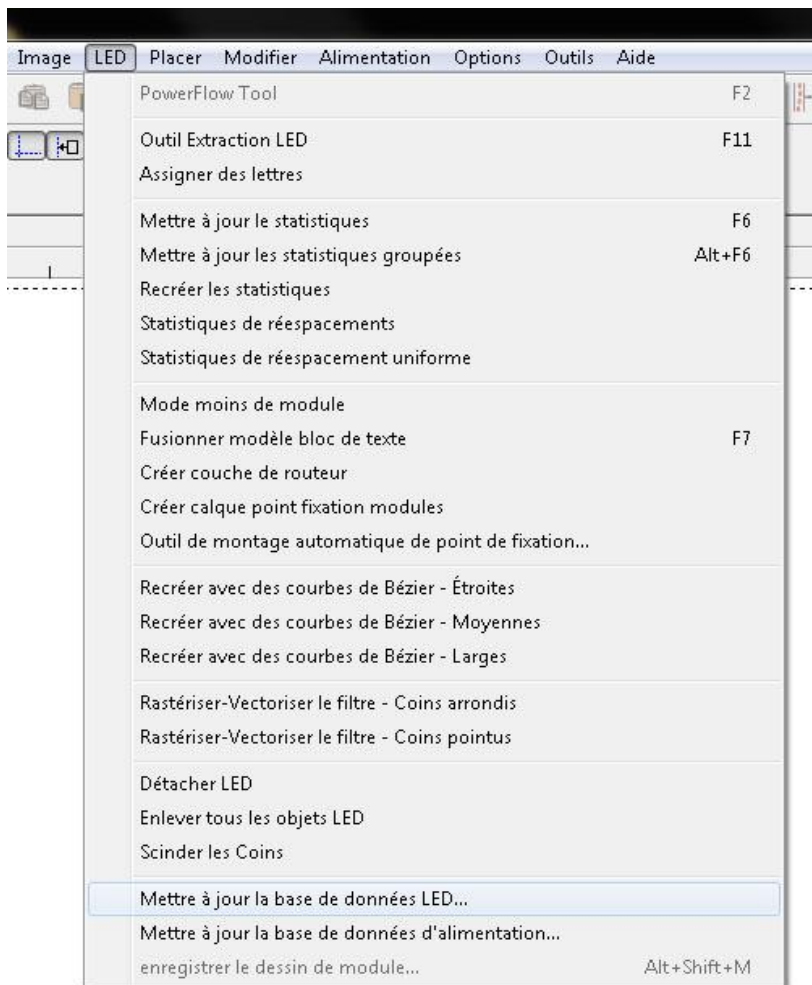 Image LED Placer Modifier Alimentation Options Outils Aide
PowerFlow Tool F2
Outil Extraction LED F11
Assigner des lettres
Mettre à jour le statistiques F6
Mettre à jour les statistiques groupées Alt+F6
Recréer les statistiques
Statistiques de réespacements
Statistiques de réespacement uniforme
Mode moins de module
Fusionner modèle bloc de texte F7
Créer couche de routeur
Créer calque point fixation modules
Outil de montage automatique de point de fixation...
Recréer avec des courbes de Bézier - Étroites
Recréer avec des courbes de Bézier - Moyennes
Recréer avec des courbes de Bézier - Larges
Rastériser-Vectoriser le filtre - Coins arrondis
Rastériser-Vectoriser le filtre - Coins pointus
Détacher LED
Enlever tous les objets LED
Scinder les Coins
Mettre à jour la base de données LED...
Mettre à jour la base de données d'alimentation...
enregistrer le dessin de module... Alt+Shift+M